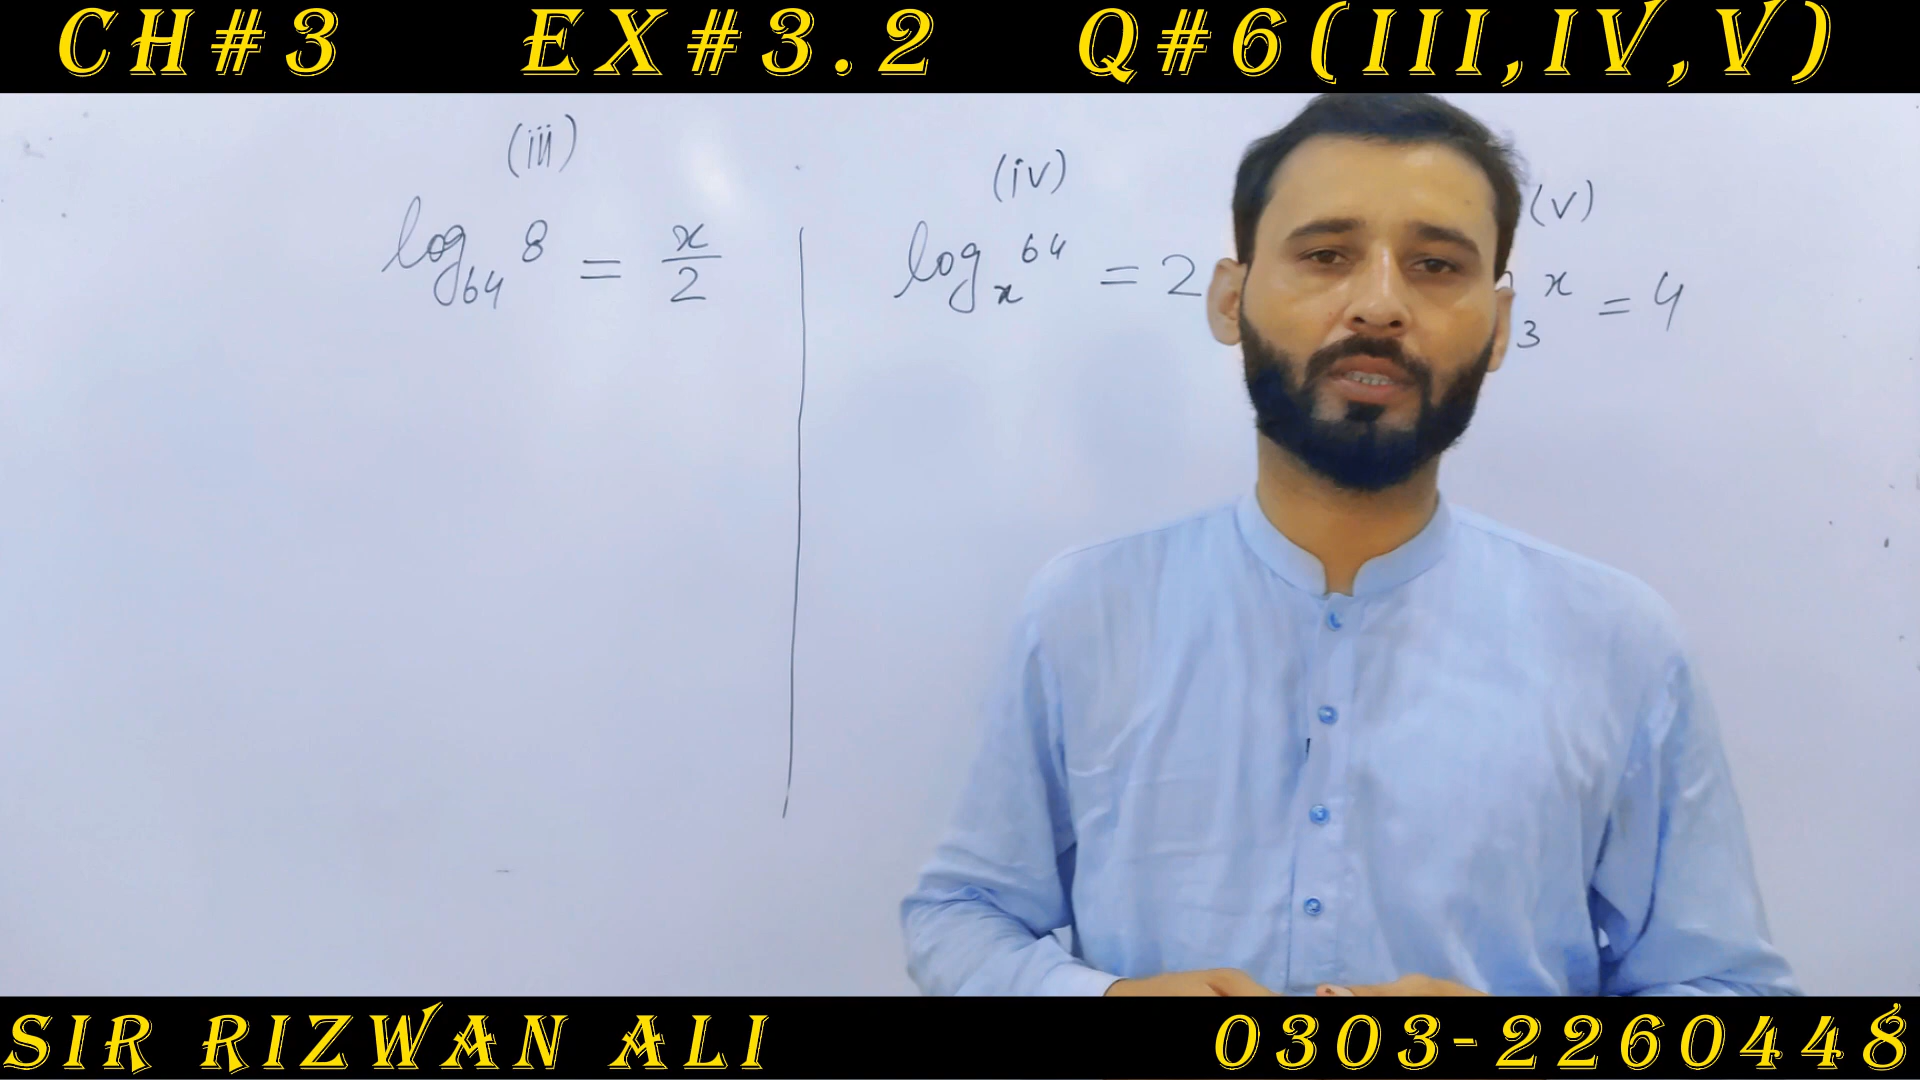 CH#3 EX#3.2 Q#6(III,IV,V)
(iii) (iv) (v)
log₆₄ 8 = x/2 logₓ 64 = 2 ₃ x = 4
SIR RIZWAN ALI 0303-2260448